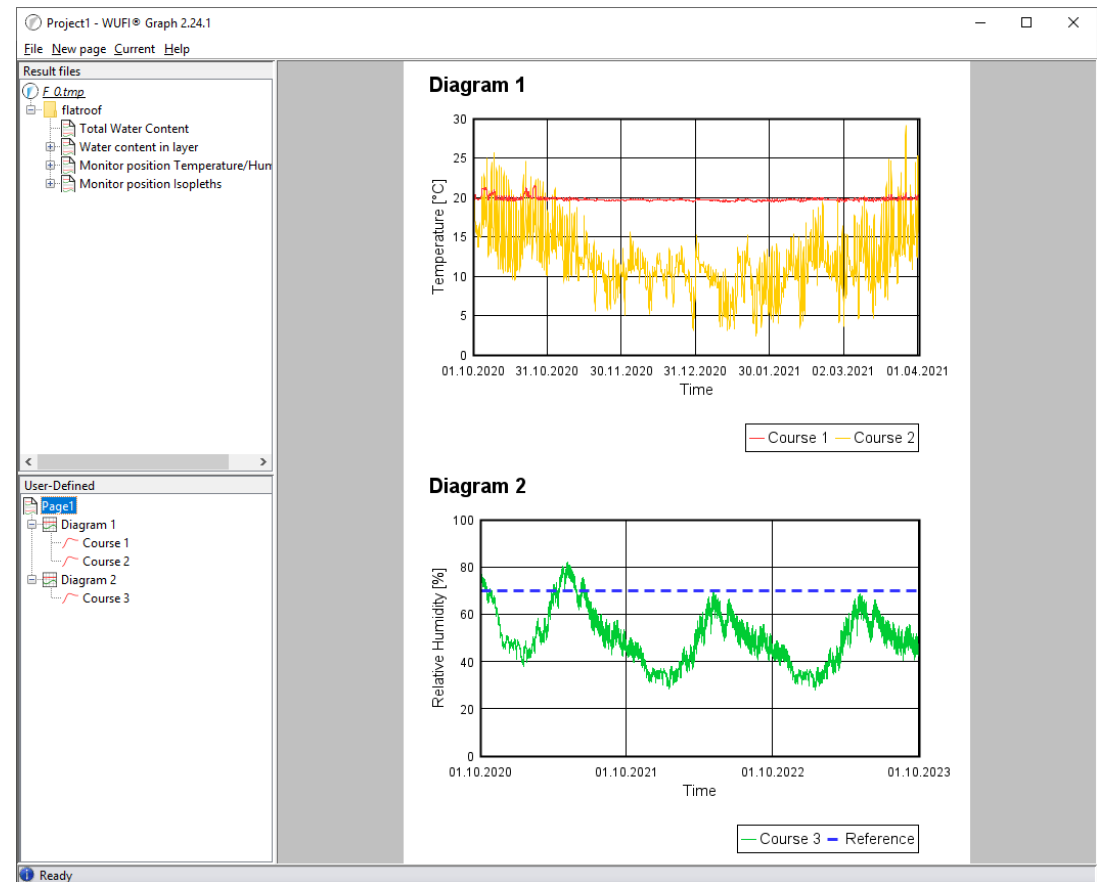 Project1 - WUFI® Graph 2.24.1
File New page Current Help
Result files
F_0.tmp
flatroof
Total Water Content
Water content in layer
Monitor position Temperature/Hum
Monitor position Isopleths
User-Defined
Page1
Diagram 1
Course 1
Course 2
Diagram 2
Course 3
Diagram 1
30
25
20
15
10
5
0
Temperature [°C]
01.10.2020 31.10.2020 30.11.2020 31.12.2020 30.01.2021 02.03.2021 01.04.2021
Time
Course 1 Course 2
Diagram 2
100
80
60
40
20
0
Relative Humidity [%]
01.10.2020 01.10.2021 01.10.2022 01.10.2023
Time
Course 3 Reference
Ready